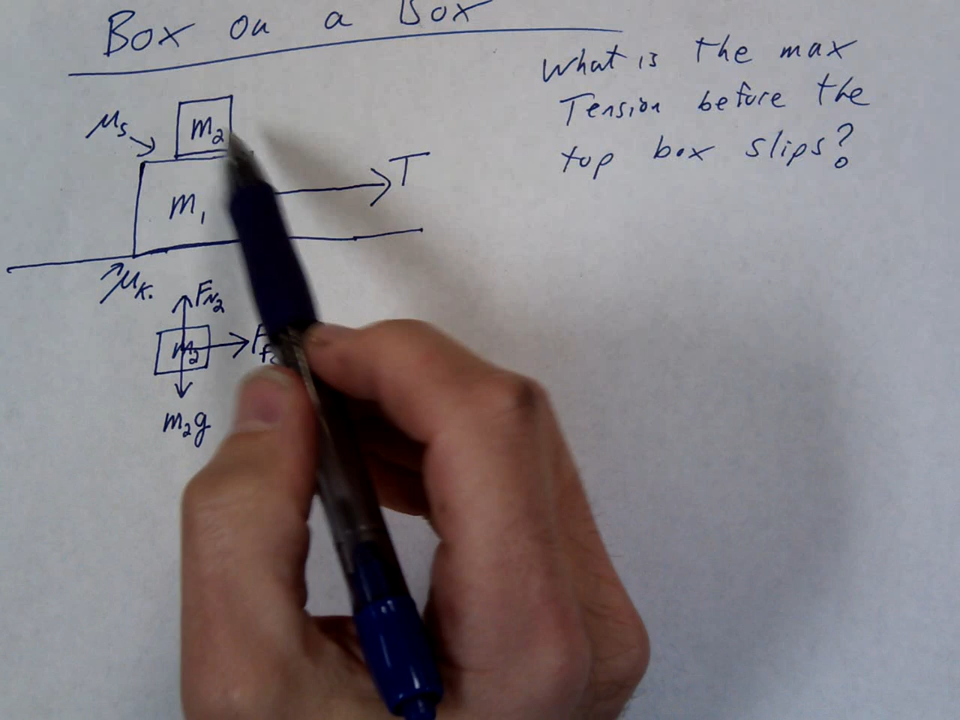 Box on a Box
What is the max
Tension before the
top box slips?
μs
m2
T
m1
μk.
FN2
m2
m2g